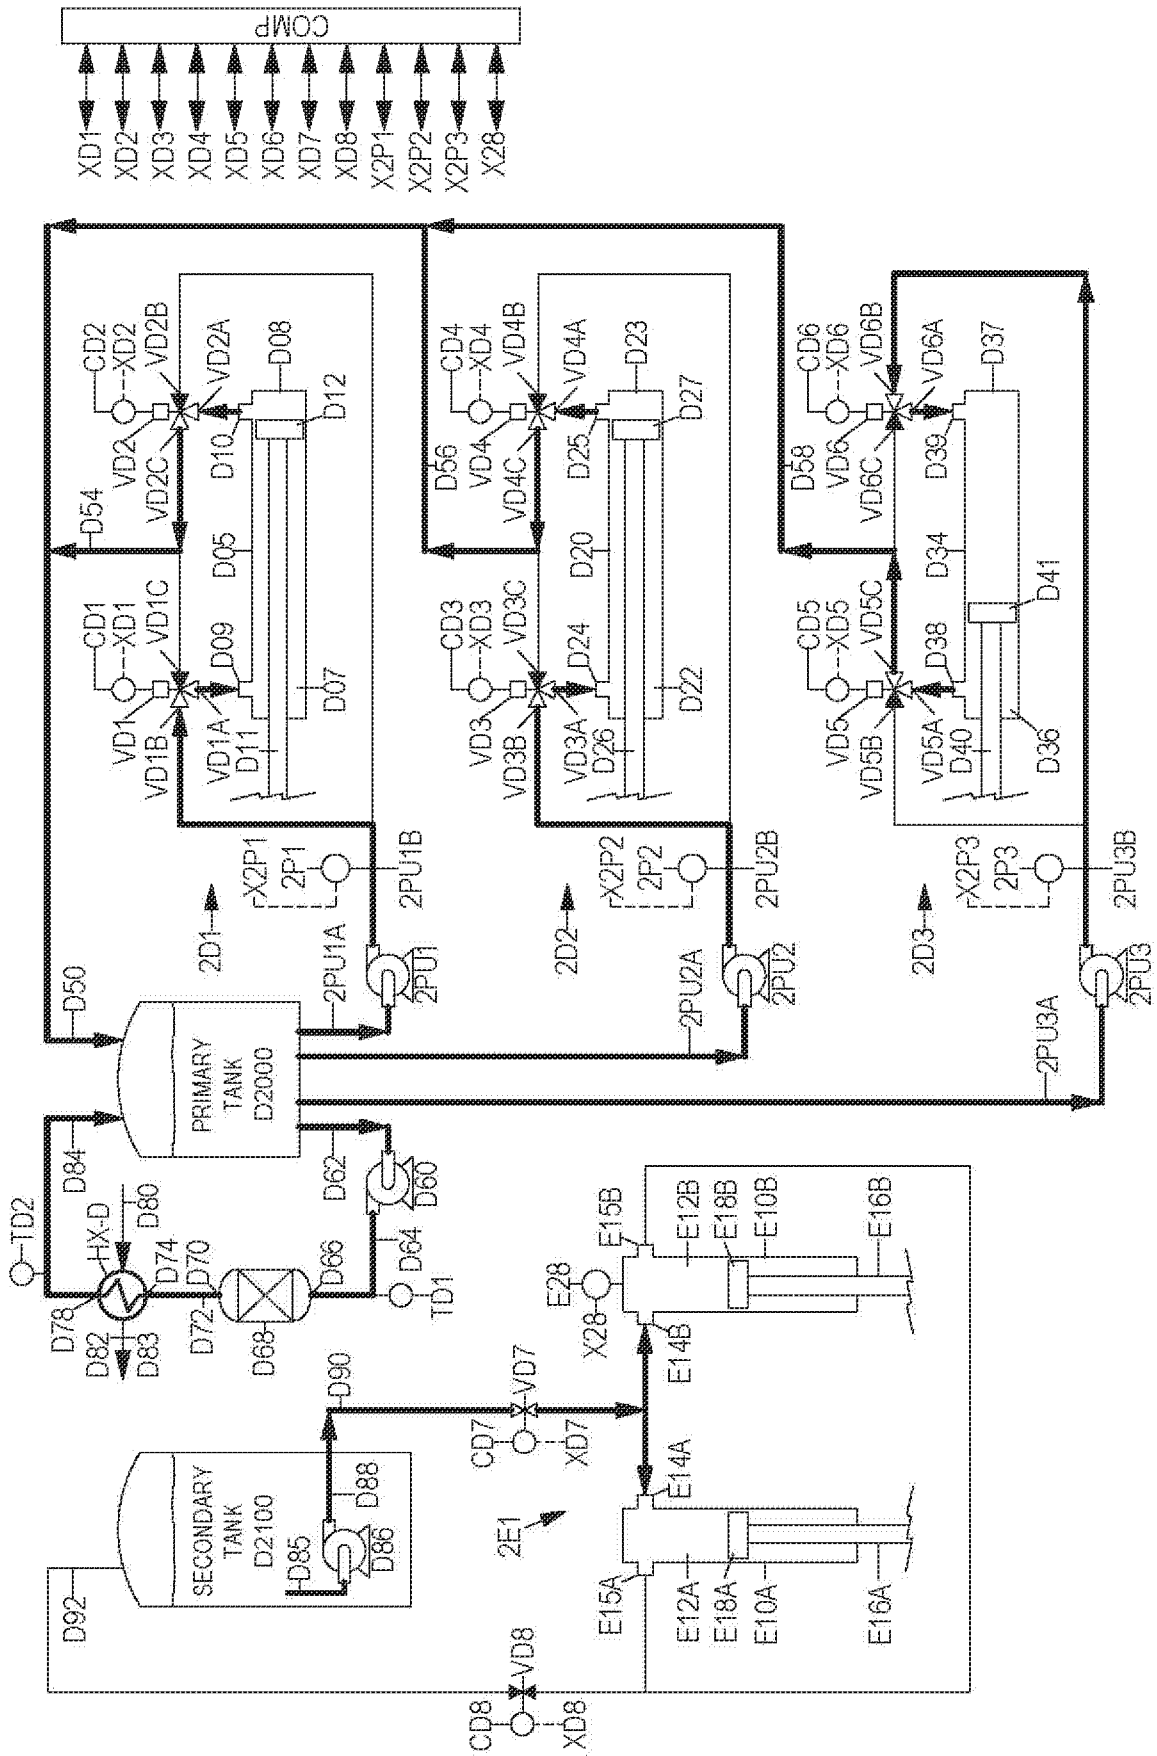 COMP
XD1
XD2
XD3
XD4
XD5
XD6
XD7
XD8
X2P1
X2P2
X2P3
X28
CD2
XD2
VD2B
VD2
VD2C
VD2A
D10
D08
D12
D54
D05
CD1
XD1
VD1C
VD1
VD1B
VD1A
D09
D11
D07
X2P1
2P1
2PU1B
2D1
2PU1A
2PU1
CD4
XD4
VD4B
VD4
VD4C
VD4A
D25
D23
D27
D56
D20
CD3
XD3
VD3C
VD3
VD3B
VD3A
D24
D26
D22
X2P2
2P2
2PU2B
2D2
2PU2A
2PU2
CD6
XD6
VD6B
VD6
VD6C
VD6A
D39
D37
D58
D34
CD5
XD5
VD5C
VD5
VD5B
VD5A
D38
D40
D41
D36
X2P3
2P3
2PU3B
2D3
2PU3A
2PU3
D50
PRIMARY
TANK
D2000
D84
D62
D60
TD2
HX-D
D80
D78
D74
D70
D82
D83
D72
D68
D66
D64
TD1
D92
SECONDARY
TANK
D2100
D85
D86
D88
D90
VD7
CD7
XD7
2E1
VD8
CD8
XD8
E28
X28
E15B
E14B
E12B
E18B
E10B
E16B
E14A
E15A
E12A
E18A
E10A
E16A